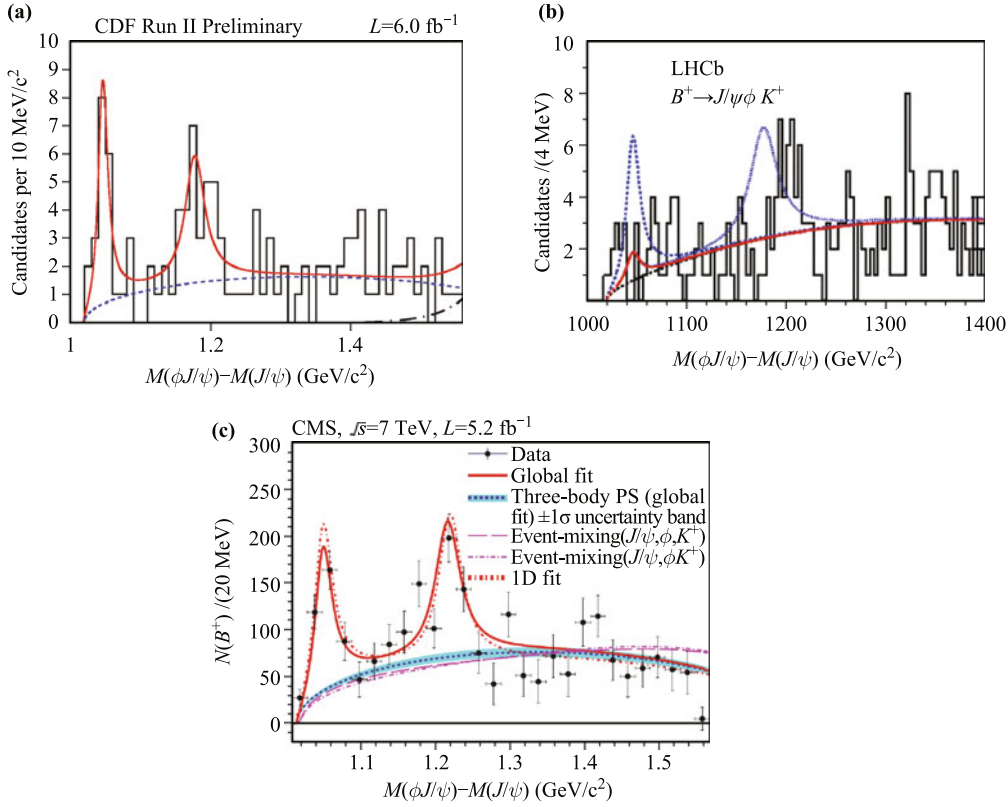 (a)
CDF Run II Preliminary L=6.0 fb⁻¹
Candidates per 10 MeV/c²
10
9
8
7
6
5
4
3
2
1
0
1 1.2 1.4
M(ϕJ/ψ)−M(J/ψ) (GeV/c²)
(b)
LHCb
B⁺→J/ψϕ K⁺
Candidates /(4 MeV)
10
8
6
4
2
0
1000 1100 1200 1300 1400
M(ϕJ/ψ)−M(J/ψ) (GeV/c²)
(c)
CMS, √s=7 TeV, L=5.2 fb⁻¹
N(B⁺) /(20 MeV)
300
250
200
150
100
50
0
Data
Global fit
Three-body PS (global
fit) ±1σ uncertainty band
Event-mixing(J/ψ,ϕ,K⁺)
Event-mixing(J/ψ,ϕK⁺)
1D fit
1.1 1.2 1.3 1.4 1.5
M(ϕJ/ψ)−M(J/ψ) (GeV/c²)